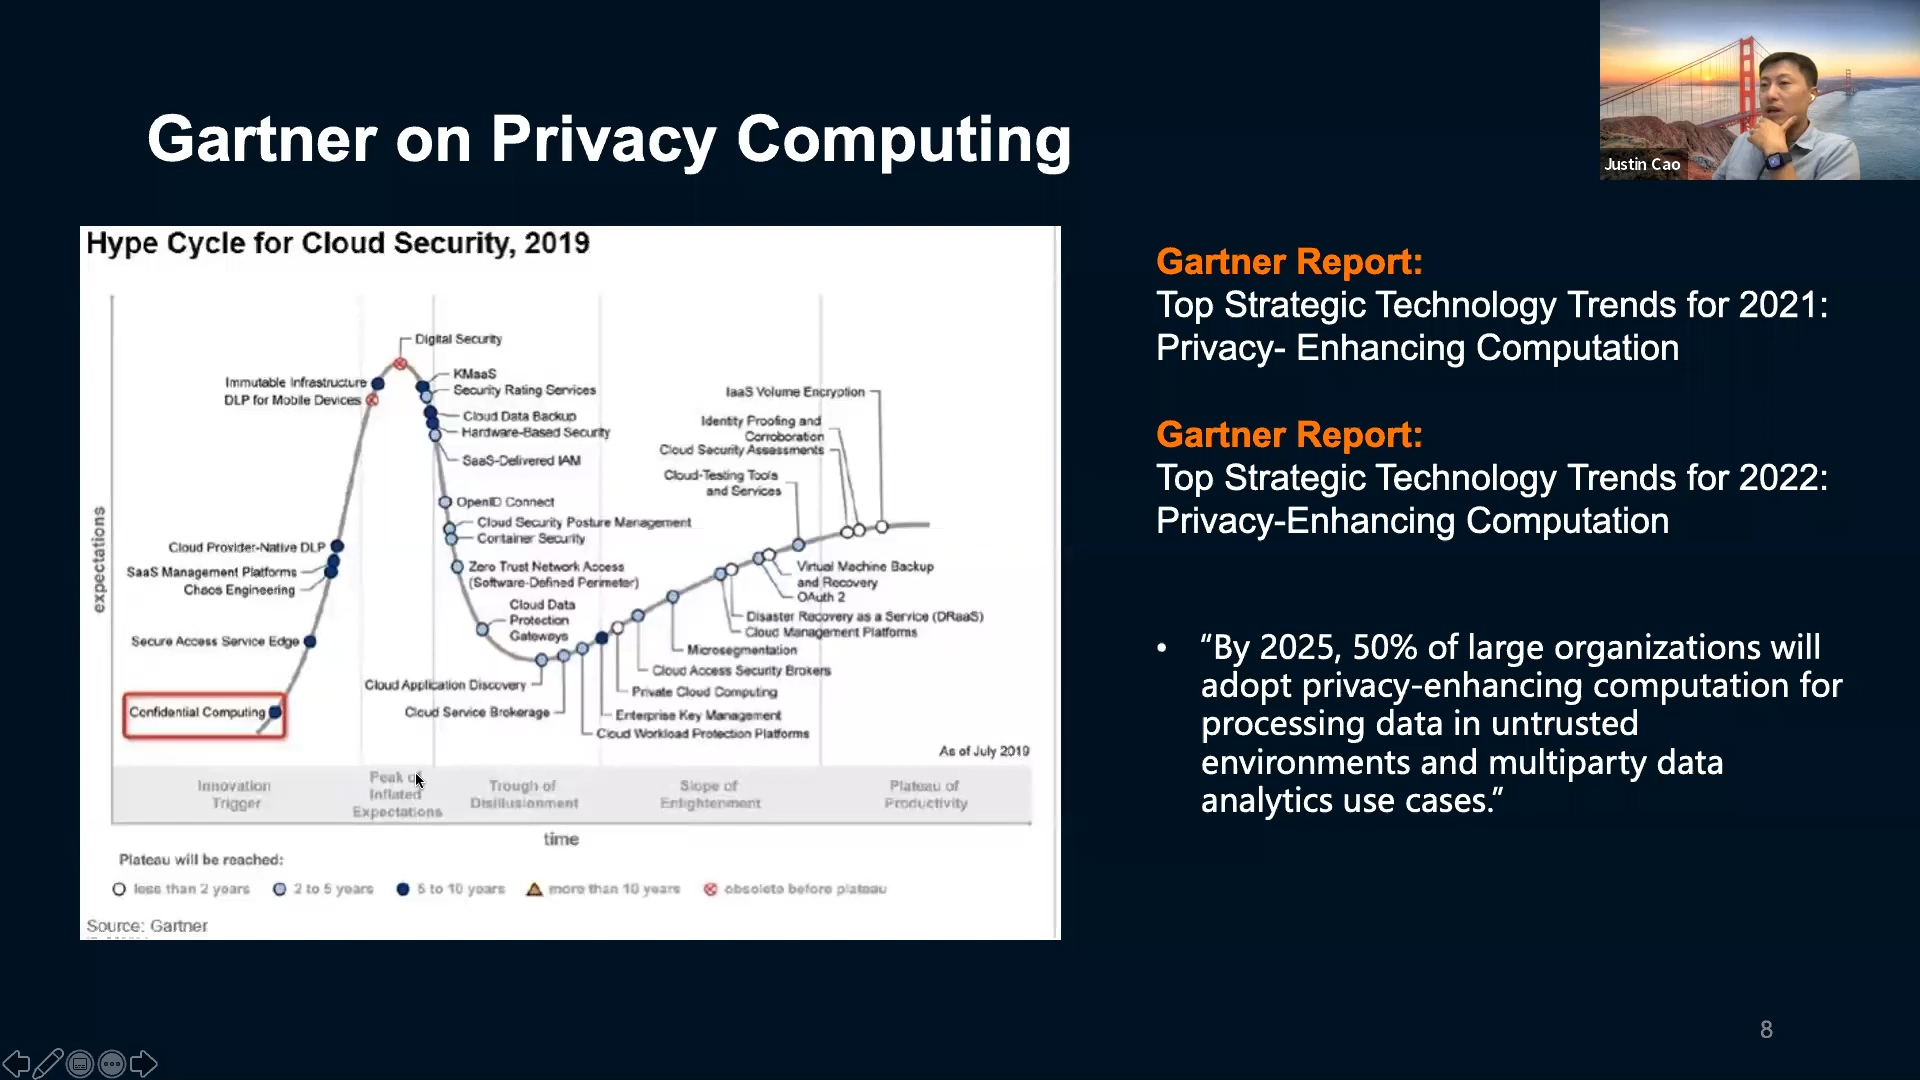 Gartner on Privacy Computing
Justin Cao
Hype Cycle for Cloud Security, 2019
Digital Security
KMaaS
Immutable Infrastructure
Security Rating Services
DLP for Mobile Devices
IaaS Volume Encryption
Cloud Data Backup
Identity Proofing and
Corroboration
Hardware-Based Security
Cloud Security Assessments
SaaS-Delivered IAM
Cloud-Testing Tools
and Services
OpenID Connect
Cloud Security Posture Management
Container Security
Cloud Provider-Native DLP
Zero Trust Network Access
(Software-Defined Perimeter)
SaaS Management Platforms
Chaos Engineering
Virtual Machine Backup
and Recovery
OAuth 2
Cloud Data
Protection
Gateways
Disaster Recovery as a Service (DRaaS)
Cloud Management Platforms
Secure Access Service Edge
Microsegmentation
Cloud Access Security Brokers
Cloud Application Discovery
Private Cloud Computing
Confidential Computing
Cloud Service Brokerage
Enterprise Key Management
Cloud Workload Protection Platforms
As of July 2019
expectations
Innovation
Trigger
Peak of
Inflated
Expectations
Trough of
Disillusionment
Slope of
Enlightenment
Plateau of
Productivity
time
Plateau will be reached:
less than 2 years
2 to 5 years
5 to 10 years
more than 10 years
obsolete before plateau
Source: Gartner
Gartner Report:
Top Strategic Technology Trends for 2021:
Privacy- Enhancing Computation
Gartner Report:
Top Strategic Technology Trends for 2022:
Privacy-Enhancing Computation
• “By 2025, 50% of large organizations will
adopt privacy-enhancing computation for
processing data in untrusted
environments and multiparty data
analytics use cases.”
8